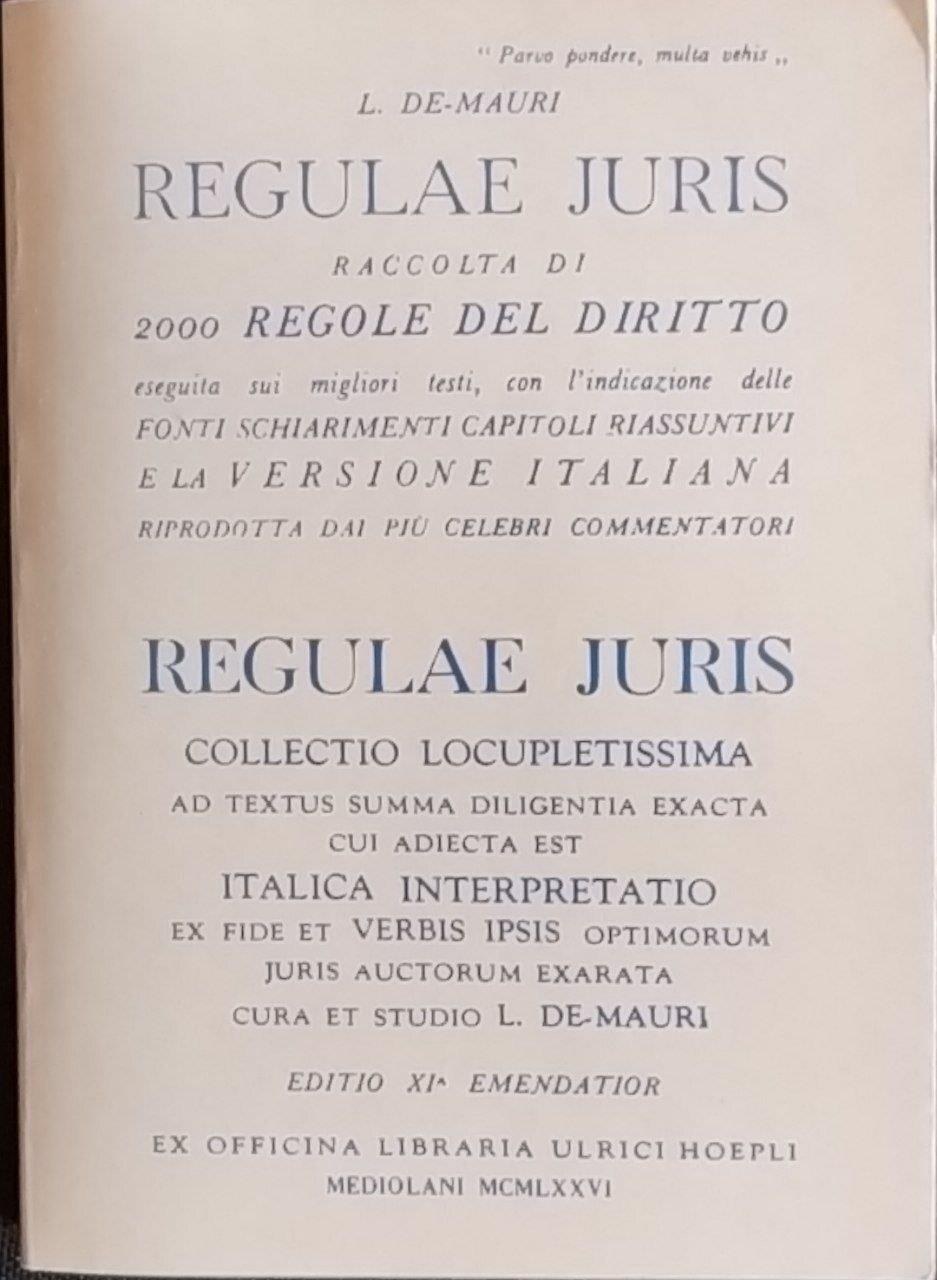 “ Parvo pondere, multa vehis „
L. DE-MAURI
REGULAE JURIS
RACCOLTA DI
2000 REGOLE DEL DIRITTO
eseguita sui migliori testi, con l'indicazione delle
FONTI SCHIARIMENTI CAPITOLI RIASSUNTIVI
E LA VERSIONE ITALIANA
RIPRODOTTA DAI PIÙ CELEBRI COMMENTATORI
REGULAE JURIS
COLLECTIO LOCUPLETISSIMA
AD TEXTUS SUMMA DILIGENTIA EXACTA
CUI ADIECTA EST
ITALICA INTERPRETATIO
EX FIDE ET VERBIS IPSIS OPTIMORUM
JURIS AUCTORUM EXARATA
CURA ET STUDIO L. DE-MAURI
EDITIO XIᴬ EMENDATIOR
EX OFFICINA LIBRARIA ULRICI HOEPLI
MEDIOLANI MCMLXXVI